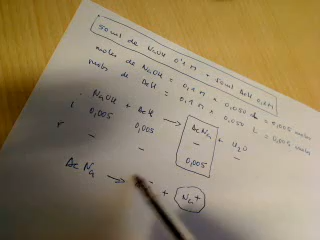 50 ml de NaOH 0'1 M + 50 ml AcH 0,1M
moles de NaOH = 0,1 M × 0,050 L = 0,005 moles
moles de AcH = 0,1 M × 0,050 L = 0,005 moles
NaOH + AcH → AcNa + H2O
i 0,005 0,005 — —
F — — 0,005
AcNa → + Na+